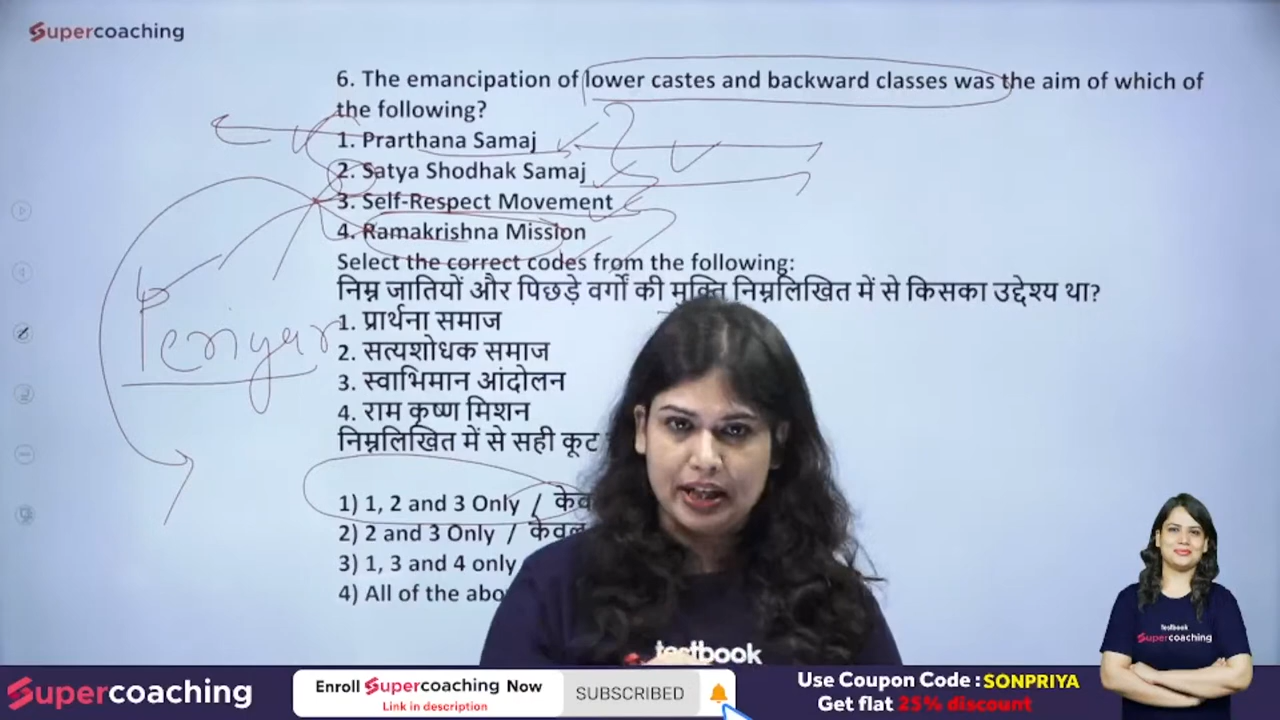 Supercoaching
6. The emancipation of lower castes and backward classes was the aim of which of
the following?
1. Prarthana Samaj
2. Satya Shodhak Samaj
3. Self-Respect Movement
4. Ramakrishna Mission
Select the correct codes from the following:
निम्न जातियों और पिछड़े वर्गों की मुक्ति निम्नलिखित में से किसका उद्देश्य था?
Periyar
1. प्रार्थना समाज
2. सत्यशोधक समाज
3. स्वाभिमान आंदोलन
4. राम कृष्ण मिशन
निम्नलिखित में से सही कूट
1) 1, 2 and 3 Only /
2) 2 and 3 Only /
3) 1, 3 and 4 only
4) All of the
testbook
testbook
Supercoaching
Supercoaching
Enroll Supercoaching Now
Link in description
SUBSCRIBED
Use Coupon Code : SONPRIYA
Get flat 25% discount